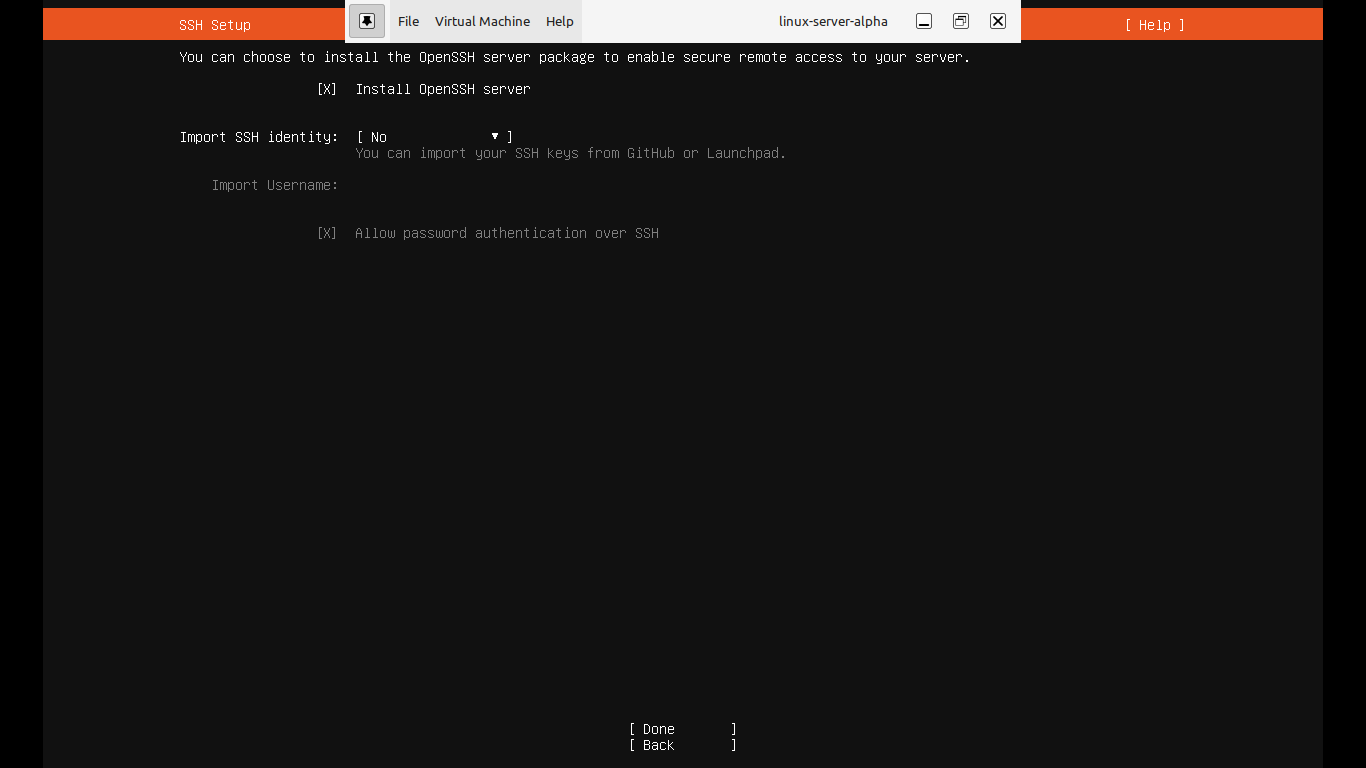 SSH Setup
File Virtual Machine Help
linux-server-alpha
[ Help ]
You can choose to install the OpenSSH server package to enable secure remote access to your server.
[X] Install OpenSSH server
Import SSH identity: [ No ▾ ]
You can import your SSH keys from GitHub or Launchpad.
Import Username:
[X] Allow password authentication over SSH
[ Done ]
[ Back ]